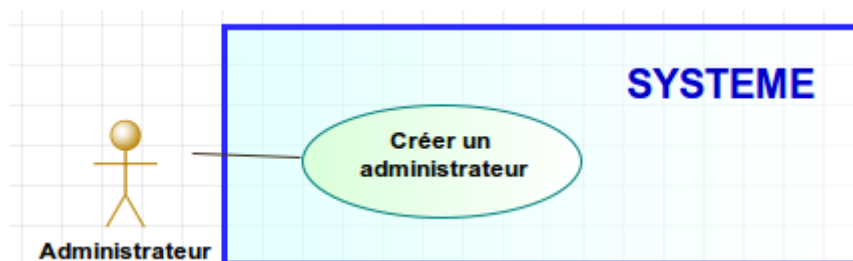 SYSTEME
Créer un
administrateur
Administrateur